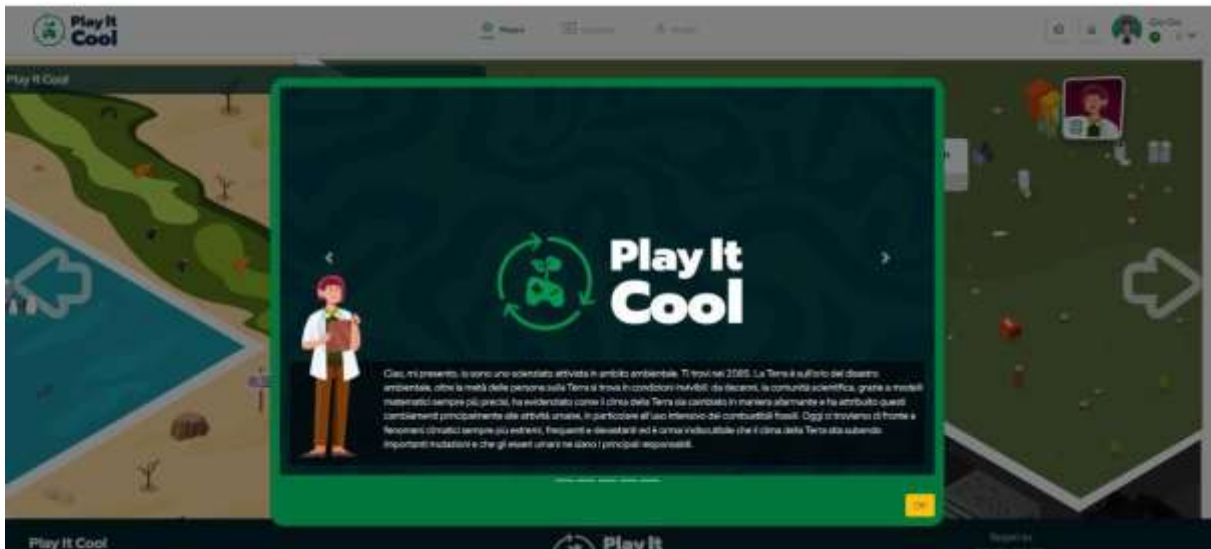 Play It
Cool
Play It Cool
Play It
Cool
Ciao, mi presento, io sono uno scienziato attivista in ambito ambientale. Ti trovi nel 2085. La Terra è sull'orlo del disastro
ambientale, oltre la metà delle persone sulla Terra si trova in condizioni invivibili: da decenni, la comunità scientifica, grazie a modelli
matematici sempre più precisi, ha evidenziato come il clima della Terra sia cambiato in maniera allarmante e ha attribuito questi
cambiamenti principalmente alle attività umane, in particolare all'uso intensivo dei combustibili fossili. Oggi ci troviamo di fronte a
fenomeni climatici sempre più estremi, frequenti e devastanti ed è ormai indiscutibile che il clima della Terra stia subendo
importanti mutazioni e che gli esseri umani ne siano i principali responsabili.
OK
Play It Cool
Play It